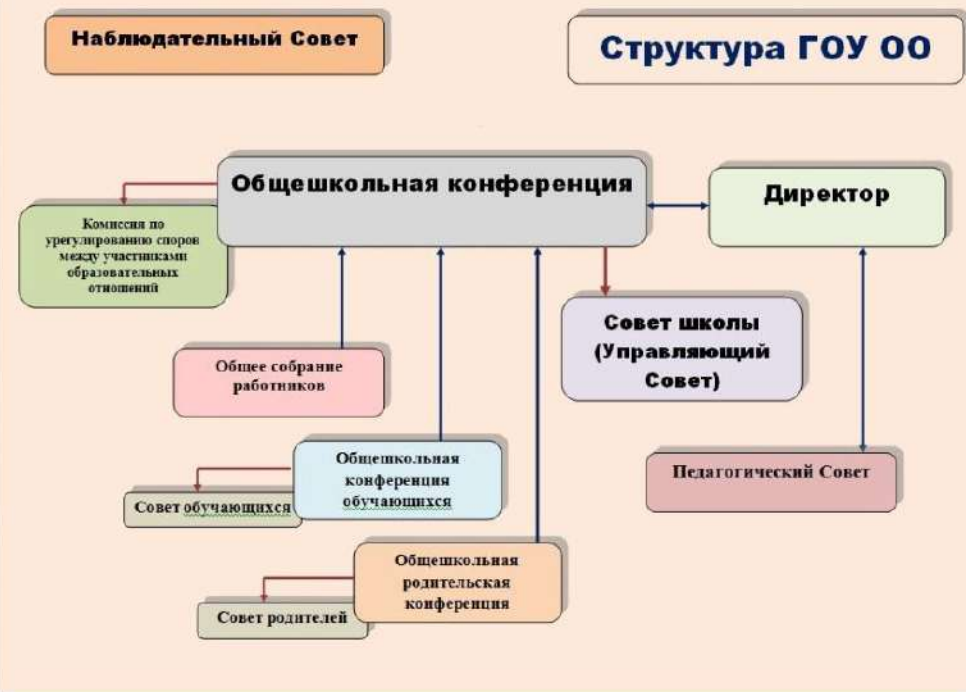 Наблюдательный Совет
Структура ГОУ ОО
Общешкольная конференция
Директор
Комиссия по
урегулированию споров
между участниками
образовательных
отношений
Совет школы
(Управляющий
Совет)
Общее собрание
работников
Общешкольная
конференция
обучающихся
Педагогический Совет
Совет обучающихся
Общешкольная
родительская
конференция
Совет родителей